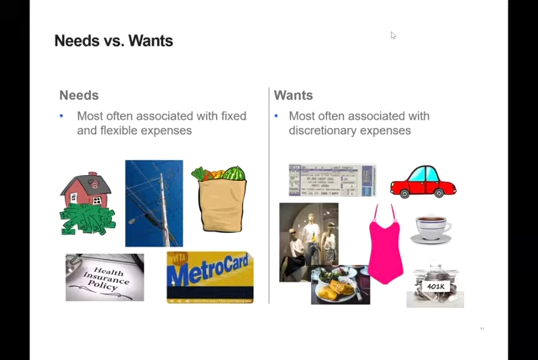 Needs vs. Wants
Needs
• Most often associated with fixed
and flexible expenses
Wants
• Most often associated with
discretionary expenses
Health
Insurance
Policy
MetroCard
401K